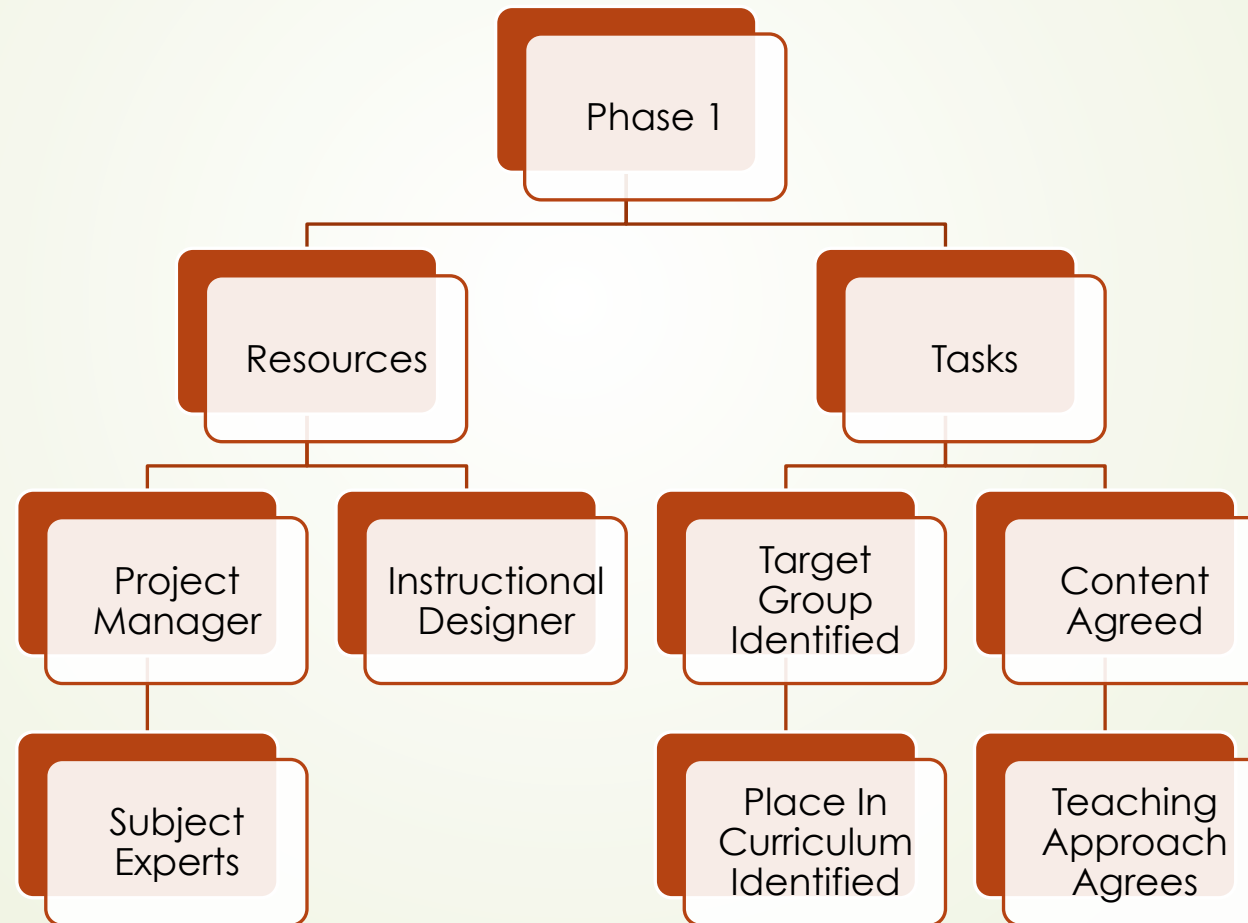 Phase 1
Resources
Tasks
Project
Manager
Instructional
Designer
Target
Group
Identified
Content
Agreed
Subject
Experts
Place In
Curriculum
Identified
Teaching
Approach
Agrees